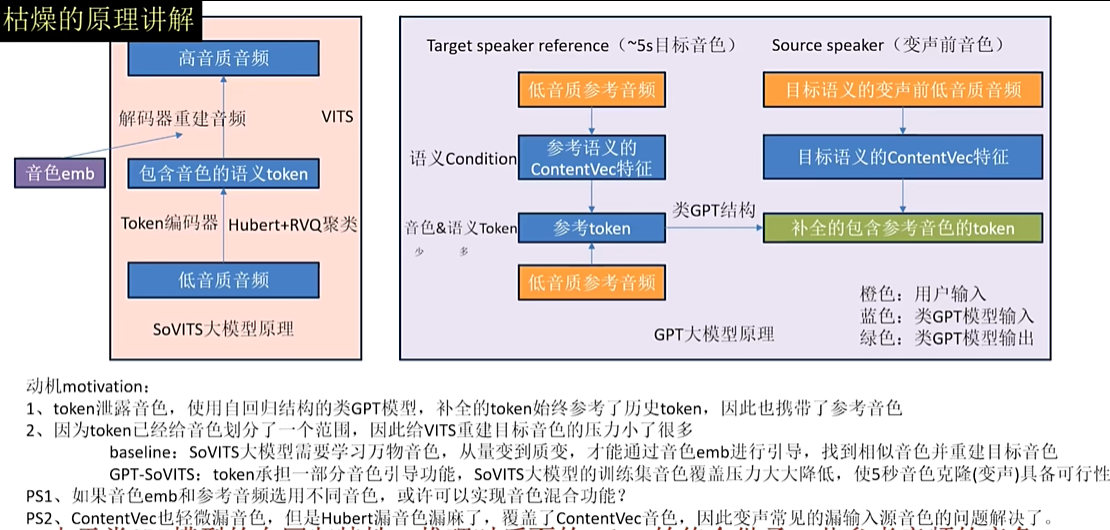 枯燥的原理讲解
高音质音频
解码器重建音频
VITS
音色emb
包含音色的语义token
Token编码器
Hubert+RVQ聚类
低音质音频
SoVITS大模型原理
Target speaker reference（~5s目标音色）
Source speaker（变声前音色）
低音质参考音频
目标语义的变声前低音质音频
语义Condition
参考语义的
ContentVec特征
目标语义的ContentVec特征
音色&语义Token
少 多
参考token
类GPT结构
补全的包含参考音色的token
低音质参考音频
橙色：用户输入
蓝色：类GPT模型输入
绿色：类GPT模型输出
GPT大模型原理
动机motivation：
1、token泄露音色，使用自回归结构的类GPT模型，补全的token始终参考了历史token，因此也携带了参考音色
2、因为token已经给音色划分了一个范围，因此给VITS重建目标音色的压力小了很多
baseline：SoVITS大模型需要学习万物音色，从量变到质变，才能通过音色emb进行引导，找到相似音色并重建目标音色
GPT-SoVITS：token承担一部分音色引导功能，SoVITS大模型的训练集音色覆盖压力大大降低，使5秒音色克隆(变声)具备可行性
PS1、如果音色emb和参考音频选用不同音色，或许可以实现音色混合功能？
PS2、ContentVec也轻微漏音色，但是Hubert漏音色漏麻了，覆盖了ContentVec音色，因此变声常见的漏输入源音色的问题解决了。